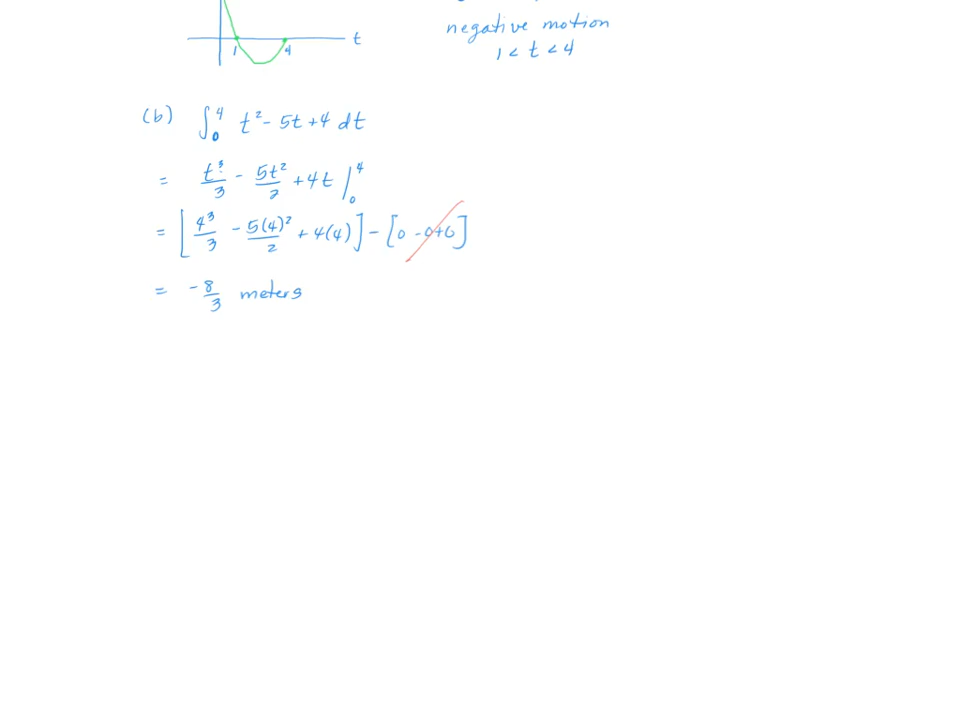 negative motion
1 < t < 4
t
1 4
(b) ∫₀⁴ t² - 5t + 4 dt
= t³/3 - 5t²/2 + 4t |₀⁴
= [4³/3 - 5(4)²/2 + 4(4)] - [0 - 0 + 0]
= -8/3 meters